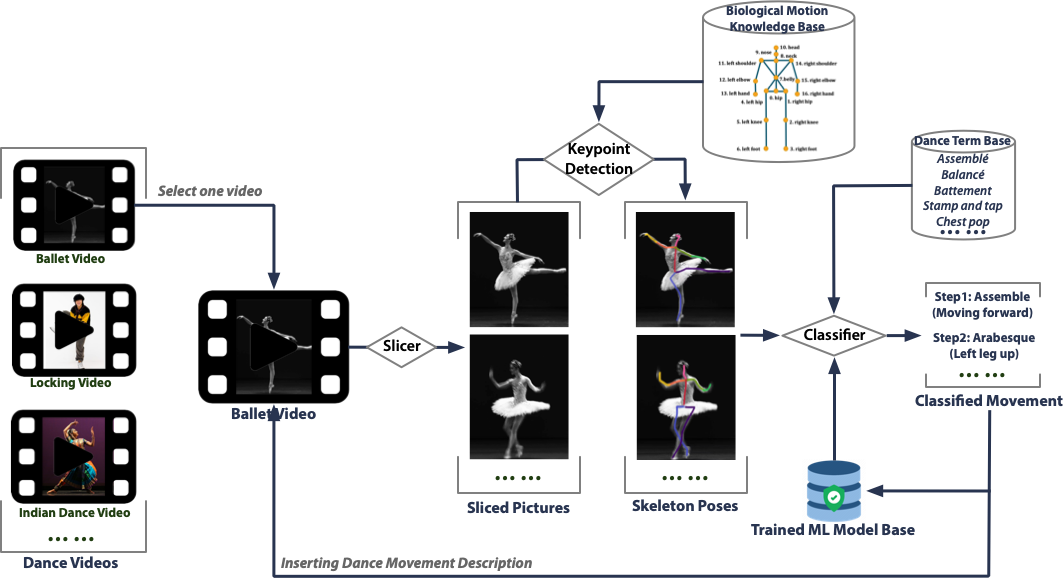 Biological Motion
Knowledge Base
10. head
9. nose
8. neck
11. left shoulder
14. right shoulder
7.belly
12. left elbow
15. right elbow
13. left hand
16. right hand
0. hip
4. left hip
1. right hip
5. left knee
2. right knee
6. left foot
3. right foot
Keypoint
Detection
Dance Term Base
Assemblé
Balancé
Battement
Stamp and tap
Chest pop
... ...
Select one video
Ballet Video
Locking Video
Indian Dance Video
... ...
Dance Videos
Ballet Video
Slicer
... ...
Sliced Pictures
... ...
Skeleton Poses
Classifier
Step1: Assemble
(Moving forward)
Step2: Arabesque
(Left leg up)
... ...
Classified Movement
Trained ML Model Base
Inserting Dance Movement Description